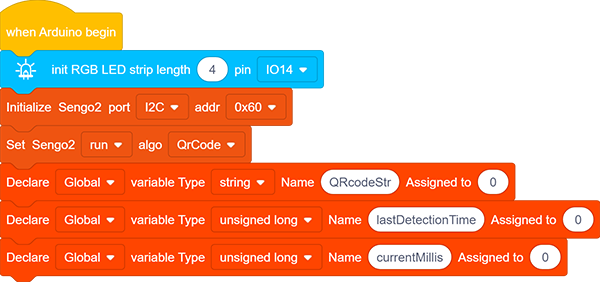 when Arduino begin
init RGB LED strip length 4 pin IO14
Initialize Sengo2 port I2C addr 0x60
Set Sengo2 run algo QrCode
Declare Global variable Type string Name QRcodeStr Assigned to 0
Declare Global variable Type unsigned long Name lastDetectionTime Assigned to 0
Declare Global variable Type unsigned long Name currentMillis Assigned to 0